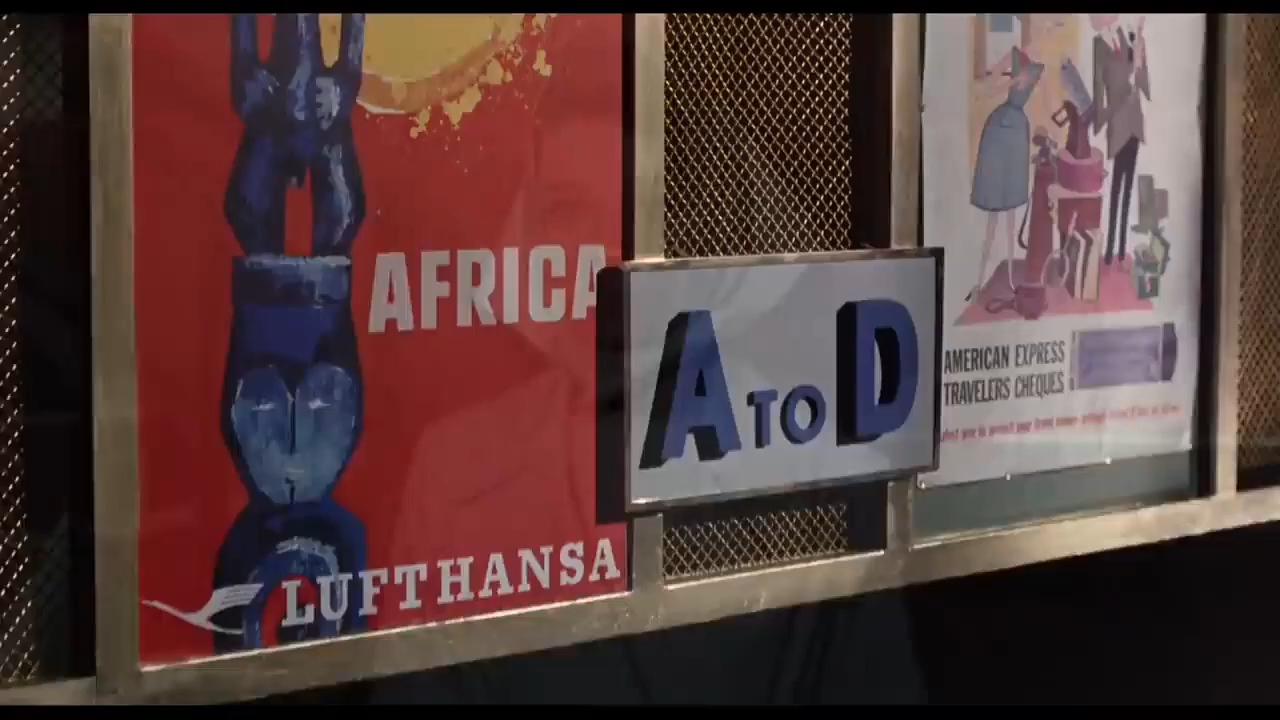 AFRICA
LUFTHANSA
A TO D
AMERICAN EXPRESS
TRAVELERS CHEQUES